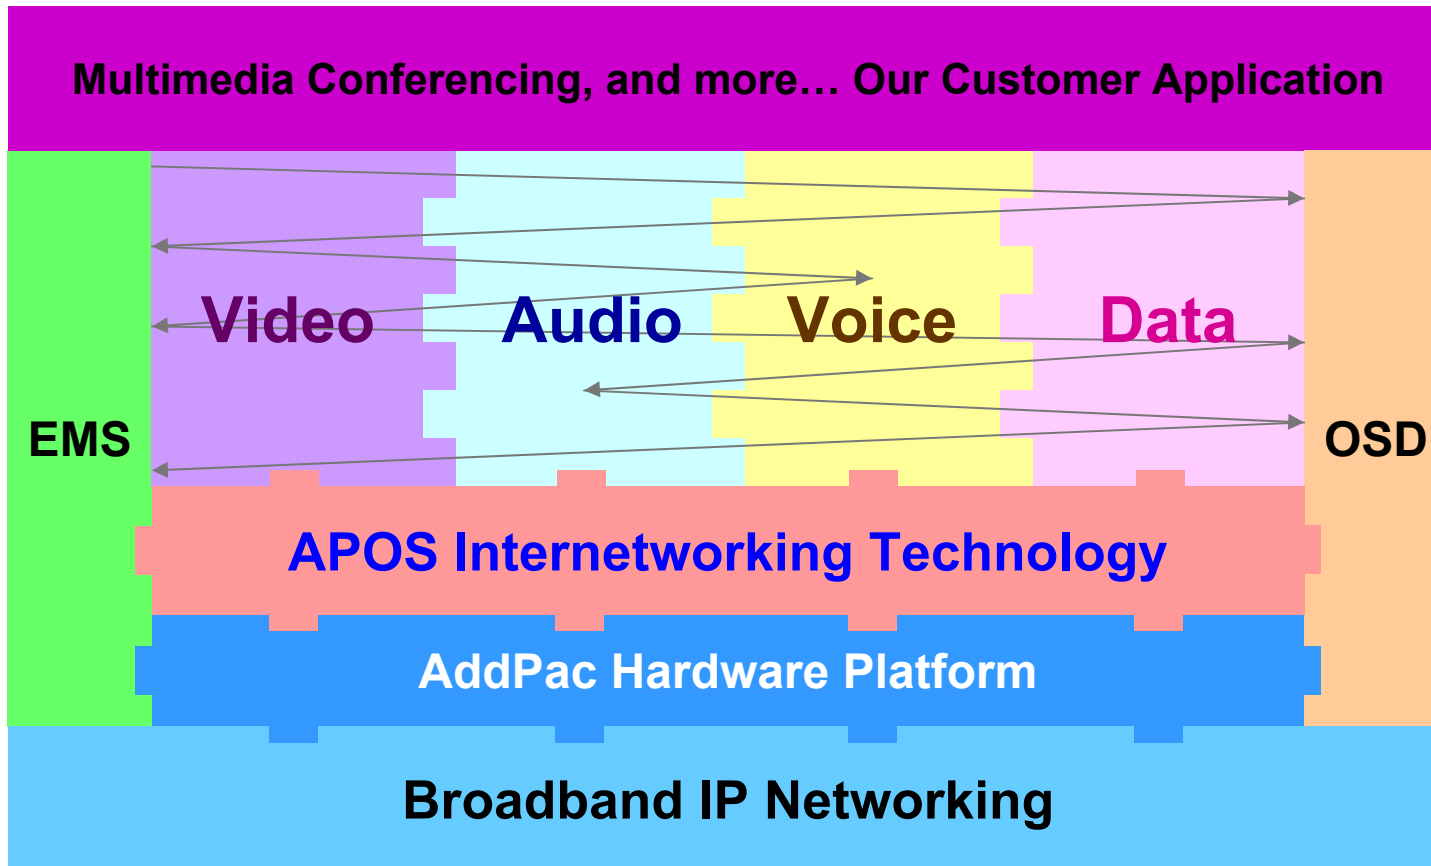 Multimedia Conferencing, and more… Our Customer Application
Video Audio Voice Data
EMS OSD
APOS Internetworking Technology
AddPac Hardware Platform
Broadband IP Networking